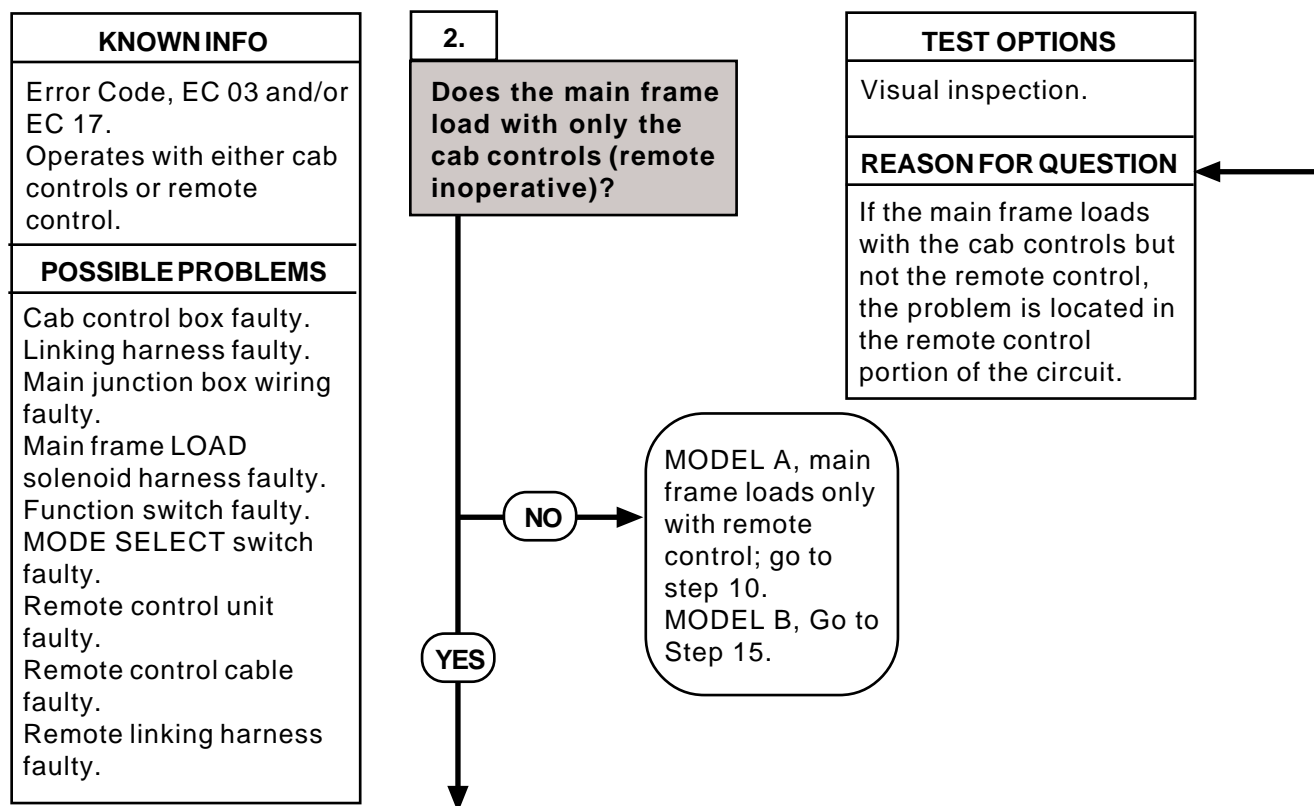 KNOWN INFO
Error Code, EC 03 and/or
EC 17.
Operates with either cab
controls or remote
control.
POSSIBLE PROBLEMS
Cab control box faulty.
Linking harness faulty.
Main junction box wiring
faulty.
Main frame LOAD
solenoid harness faulty.
Function switch faulty.
MODE SELECT switch
faulty.
Remote control unit
faulty.
Remote control cable
faulty.
Remote linking harness
faulty.
2.
Does the main frame
load with only the
cab controls (remote
inoperative)?
NO
MODEL A, main
frame loads only
with remote
control; go to
step 10.
MODEL B, Go to
Step 15.
YES
TEST OPTIONS
Visual inspection.
REASON FOR QUESTION
If the main frame loads
with the cab controls but
not the remote control,
the problem is located in
the remote control
portion of the circuit.